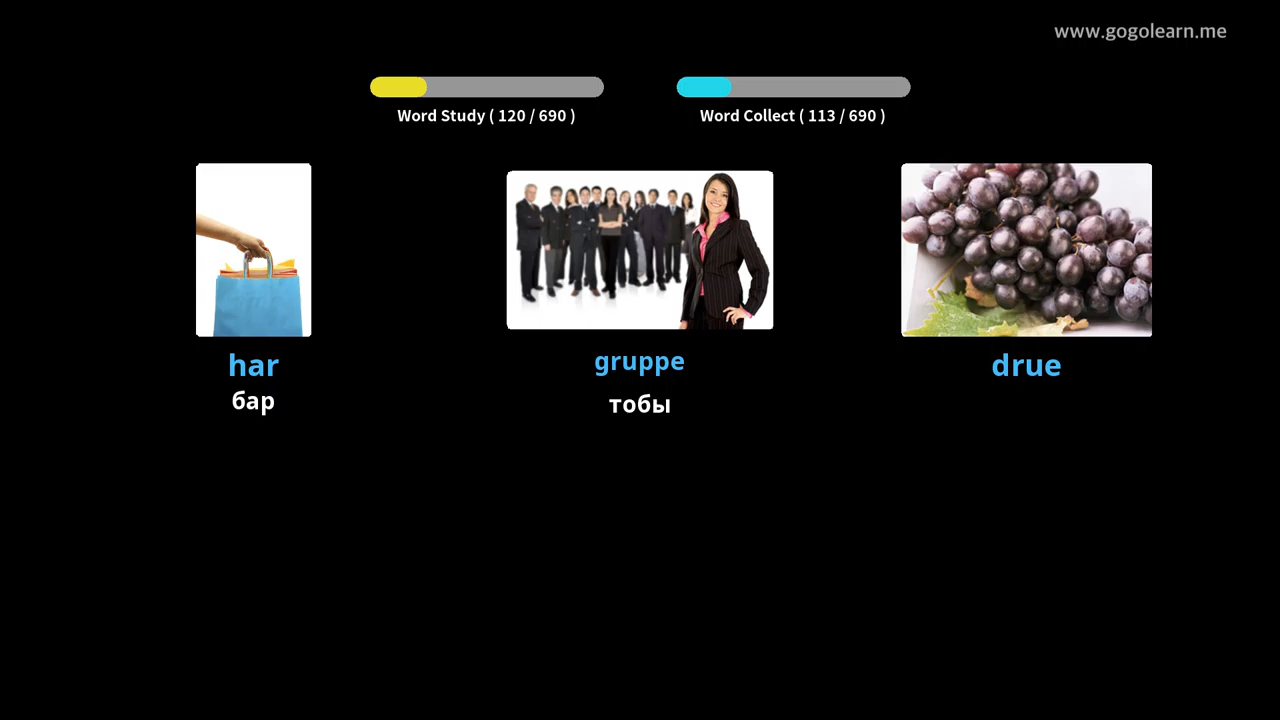 www.gogolearn.me
Word Study ( 120 / 690 )
Word Collect ( 113 / 690 )
har
бар
gruppe
тобы
drue